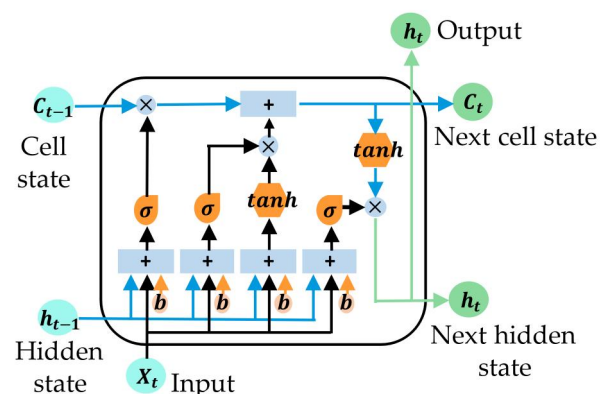 h_t Output
C_{t-1} × + C_t
Cell state
Next cell state
tanh
×
σ σ tanh σ ×
+ + + +
b b b b
h_{t-1} h_t
Hidden state
Next hidden state
X_t Input